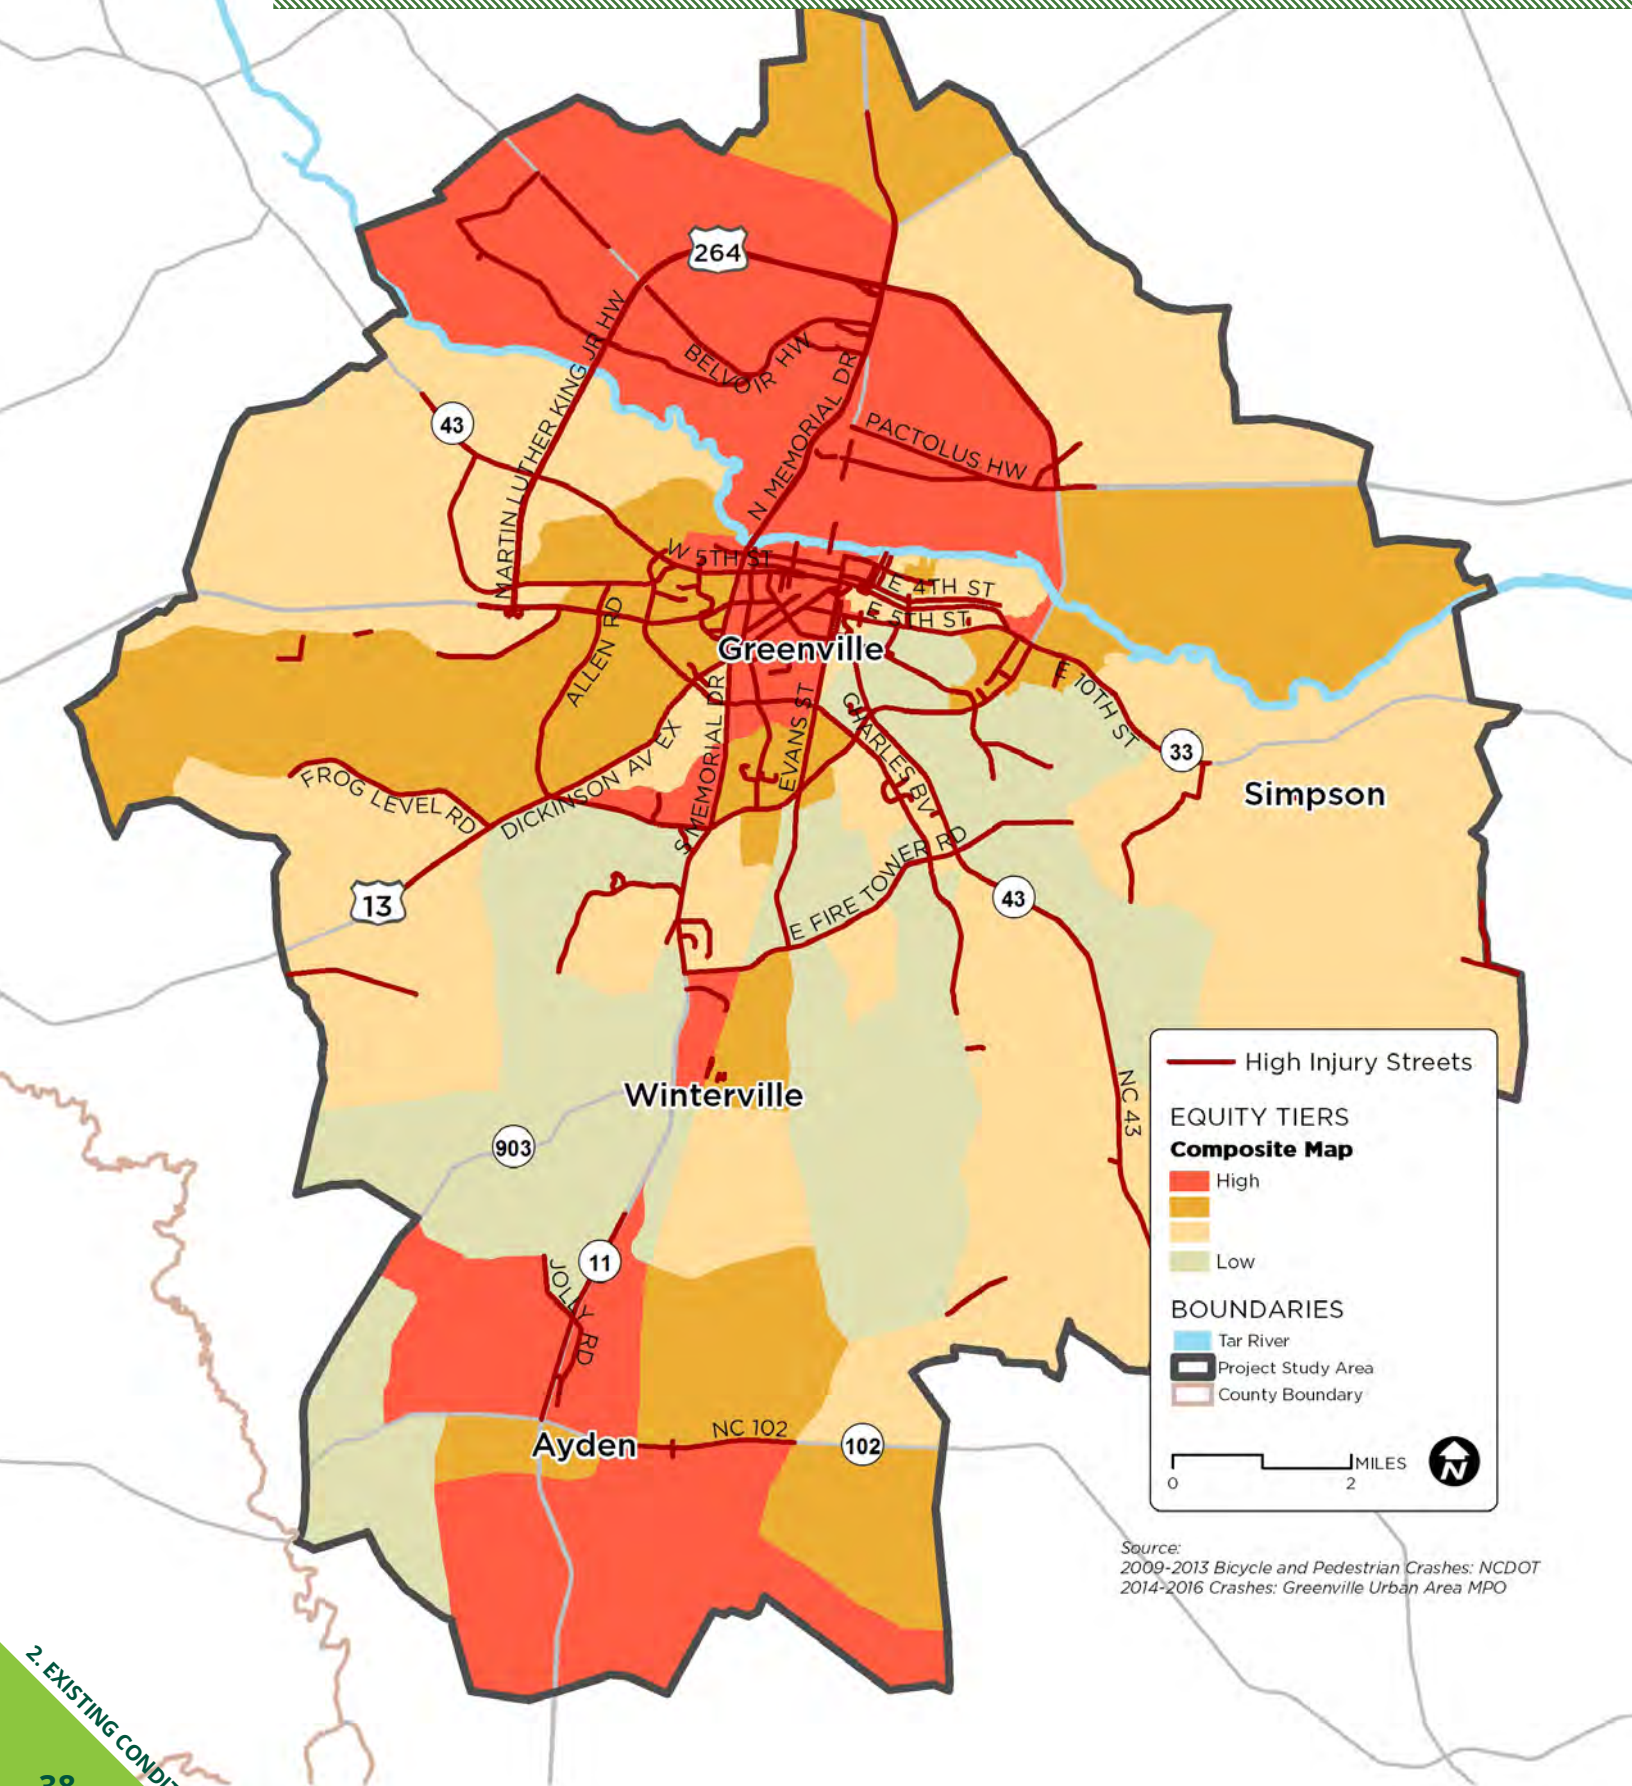 264
BELVOIR HW
MARTIN LUTHER KING JR HW
N MEMORIAL DR
PACTOLUS HW
43
W 5TH ST
E 4TH ST
E 5TH ST
Greenville
ALLEN RD
E 10TH ST
33
Simpson
S MEMORIAL DR
EVANS ST
CHARLES BV
FROG LEVEL RD
DICKINSON AV EX
13
E FIRE TOWER RD
43
NC 43
Winterville
903
11
JOLLY RD
Ayden
NC 102
102
High Injury Streets
EQUITY TIERS
Composite Map
High
Low
BOUNDARIES
Tar River
Project Study Area
County Boundary
0
2
MILES
N
Source:
2009-2013 Bicycle and Pedestrian Crashes: NCDOT
2014-2016 Crashes: Greenville Urban Area MPO
2. EXISTING